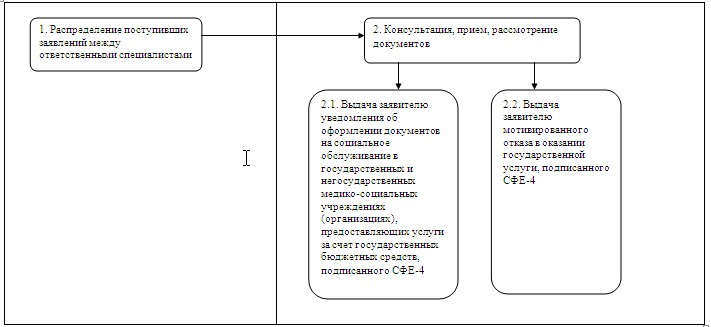 1. Распределение поступивших
заявлений между
ответственными специалистами
2. Консультация, прием, рассмотрение
документов
2.1. Выдача заявителю
уведомления об
оформлении документов
на социальное
обслуживание в
государственных и
негосударственных
медико-социальных
учреждениях
(организациях),
предоставляющих услуги
за счет государственных
бюджетных средств,
подписанного СФЕ-4
2.2. Выдача
заявителю
мотивированного
отказа в оказании
государственной
услуги, подписанного
СФЕ-4